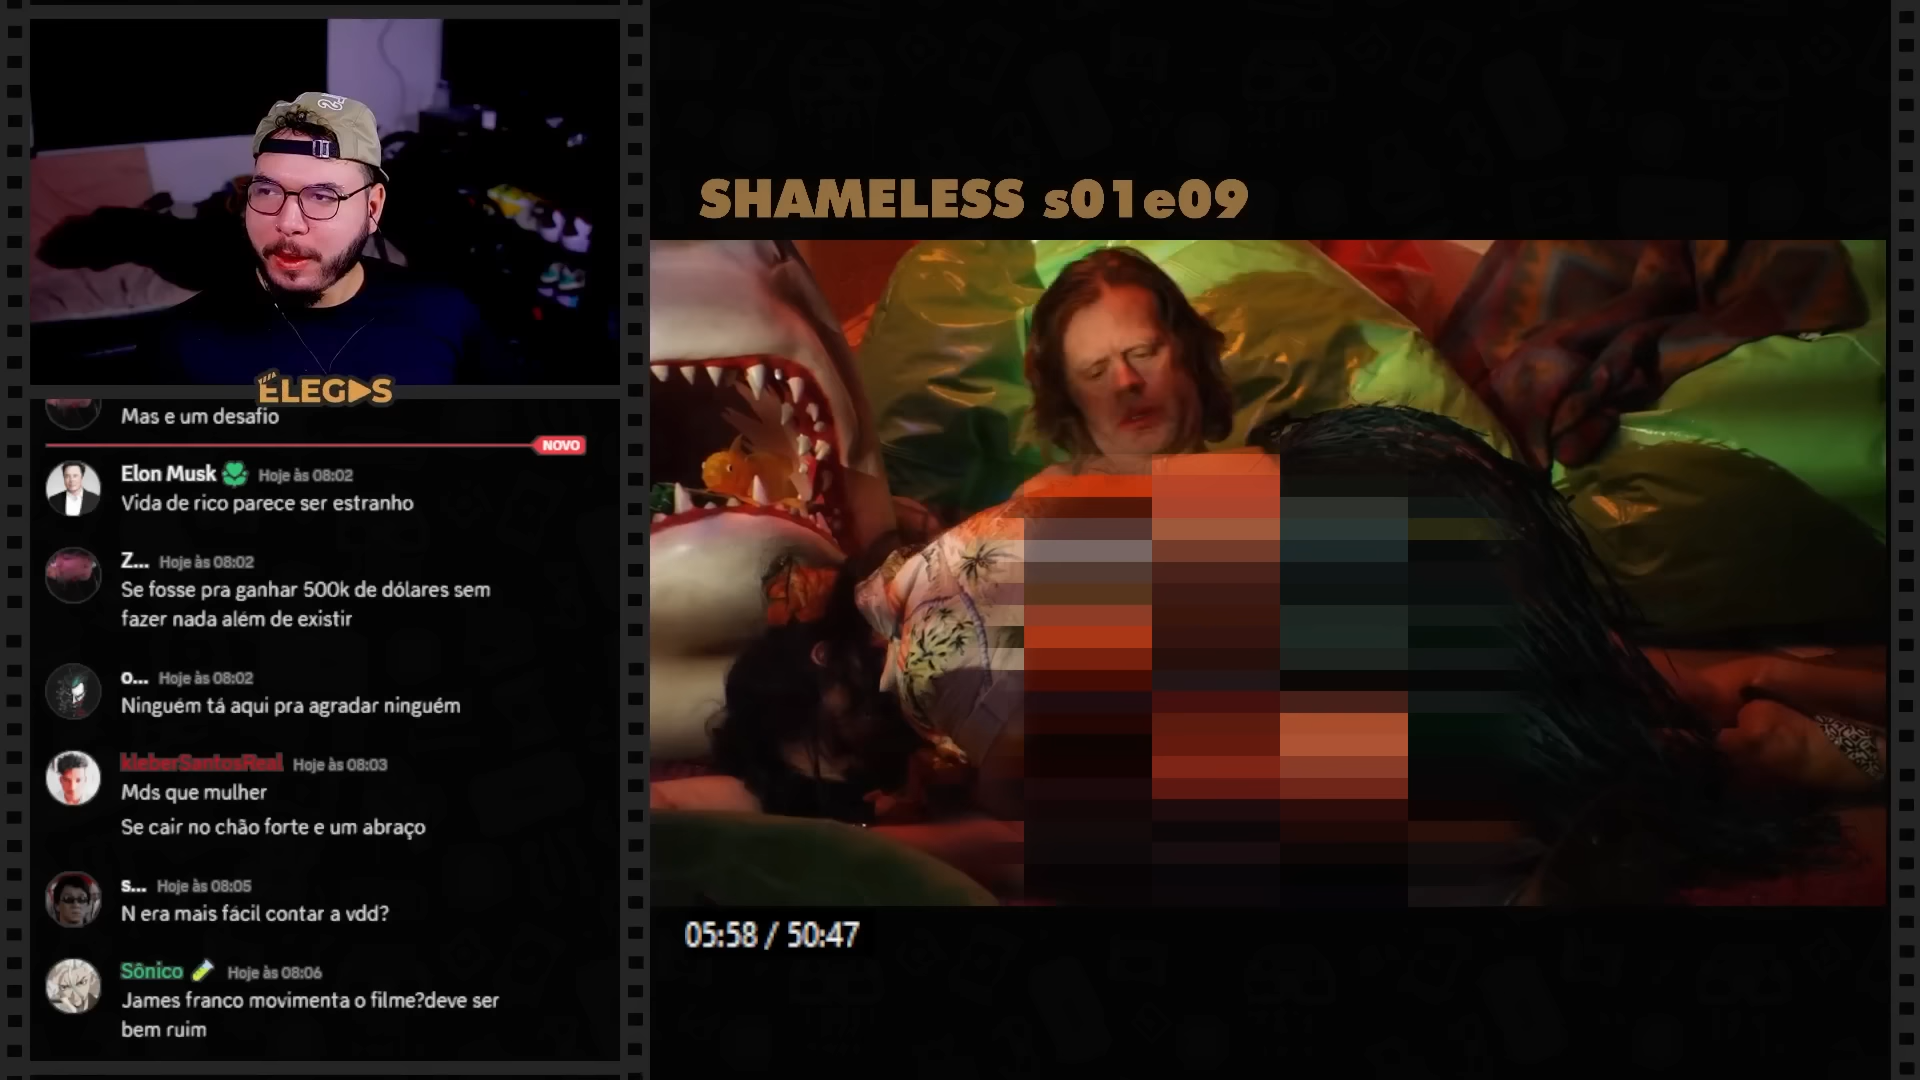 SHAMELESS s01e09
ELEGOS
Mas e um desafio
NOVO
Elon Musk Hoje às 08:02
Vida de rico parece ser estranho
Z... Hoje às 08:02
Se fosse pra ganhar 500k de dólares sem
fazer nada além de existir
o... Hoje às 08:02
Ninguém tá aqui pra agradar ninguém
kleberSantosReal Hoje às 08:03
Mds que mulher
Se cair no chão forte e um abraço
s... Hoje às 08:05
N era mais fácil contar a vdd?
Sônico Hoje às 08:06
James franco movimenta o filme?deve ser
bem ruim
05:58 / 50:47